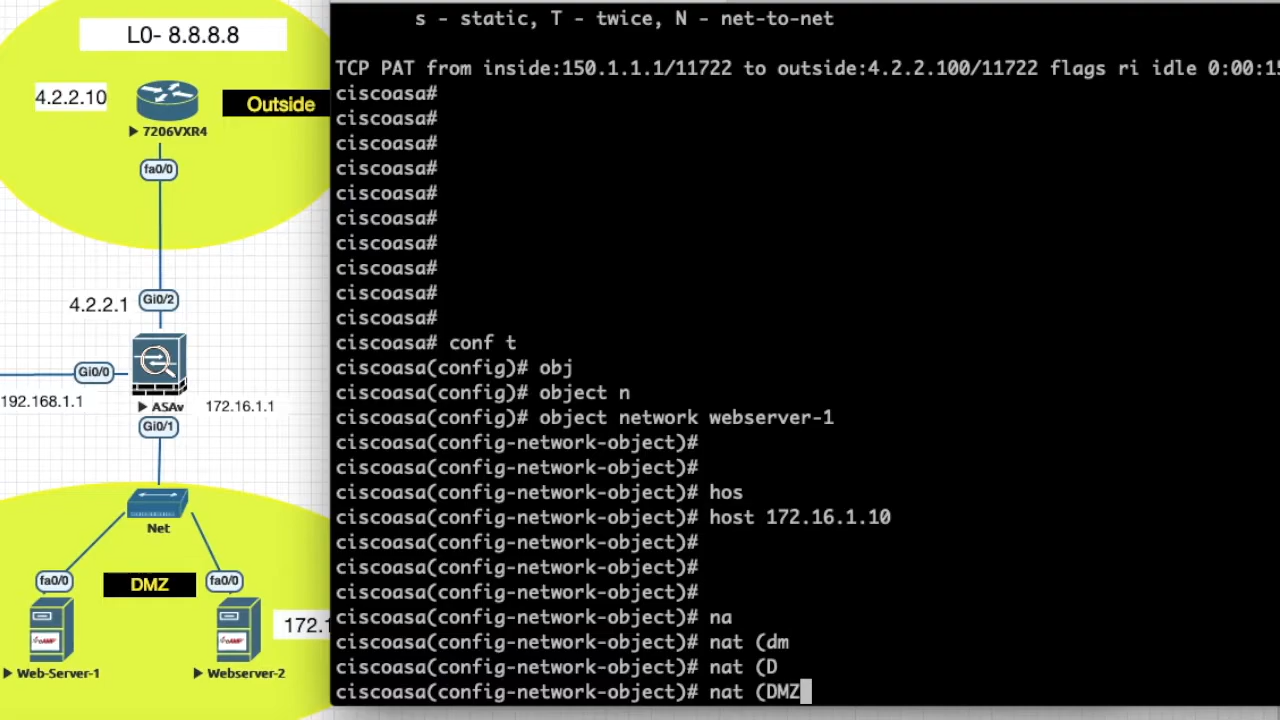 L0- 8.8.8.8
4.2.2.10
Outside
7206VXR4
fa0/0
4.2.2.1
Gi0/2
Gi0/0
192.168.1.1
ASAv
172.16.1.1
Gi0/1
Net
fa0/0
DMZ
fa0/0
172.1
Web-Server-1
Webserver-2
s - static, T - twice, N - net-to-net
TCP PAT from inside:150.1.1.1/11722 to outside:4.2.2.100/11722 flags ri idle 0:00:15
ciscoasa#
ciscoasa#
ciscoasa#
ciscoasa#
ciscoasa#
ciscoasa#
ciscoasa#
ciscoasa#
ciscoasa#
ciscoasa#
ciscoasa# conf t
ciscoasa(config)# obj
ciscoasa(config)# object n
ciscoasa(config)# object network webserver-1
ciscoasa(config-network-object)#
ciscoasa(config-network-object)#
ciscoasa(config-network-object)# hos
ciscoasa(config-network-object)# host 172.16.1.10
ciscoasa(config-network-object)#
ciscoasa(config-network-object)#
ciscoasa(config-network-object)#
ciscoasa(config-network-object)# na
ciscoasa(config-network-object)# nat (dm
ciscoasa(config-network-object)# nat (D
ciscoasa(config-network-object)# nat (DMZ